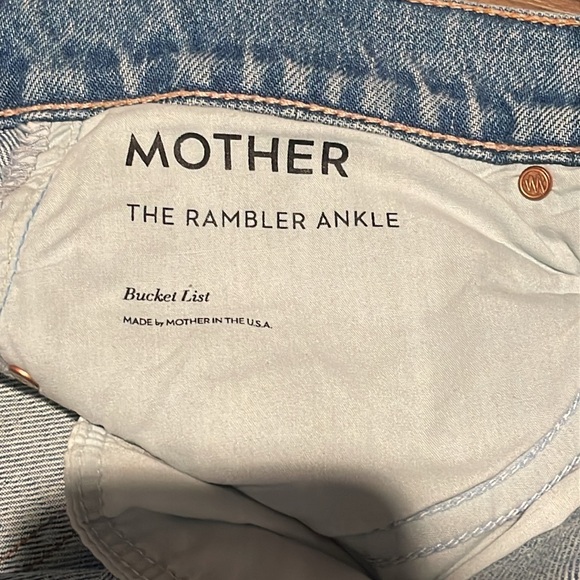 MOTHER
THE RAMBLER ANKLE
Bucket List
MADE by MOTHER IN THE U.S.A.